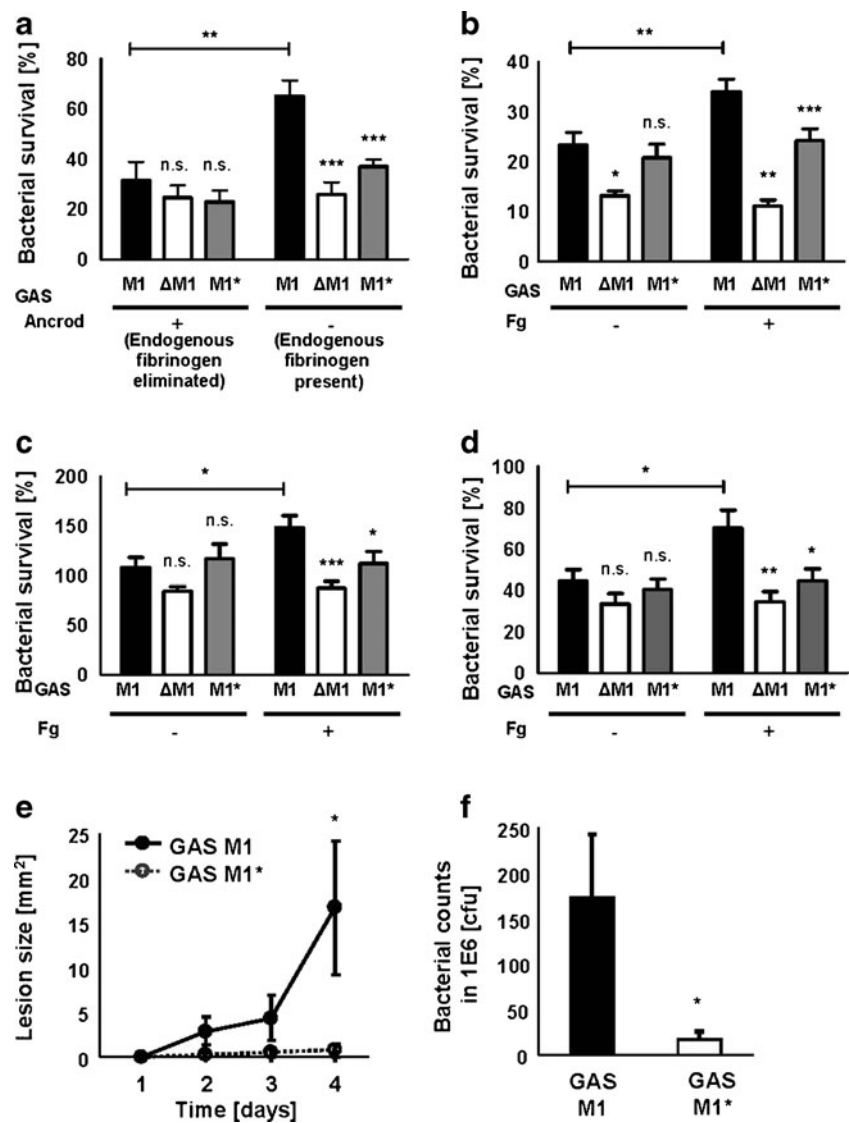 a
Bacterial survival [%]
80
60
40
20
0
**
n.s.
n.s.
***
***
GAS
M1 ΔM1 M1* M1 ΔM1 M1*
Ancrod + -
(Endogenous fibrinogen eliminated)
(Endogenous fibrinogen present)
b
Bacterial survival [%]
40
30
20
10
0
**
*
n.s.
**
***
GAS M1 ΔM1 M1* M1 ΔM1 M1*
Fg - +
c
Bacterial survival [%]
200
150
100
50
0
*
n.s.
n.s.
***
*
GAS M1 ΔM1 M1* M1 ΔM1 M1*
Fg - +
d
Bacterial survival [%]
100
80
60
40
20
0
*
n.s.
n.s.
**
*
GAS M1 ΔM1 M1* M1 ΔM1 M1*
Fg - +
e
Lesion size [mm²]
25
20
15
10
5
0
GAS M1
GAS M1*
*
1 2 3 4
Time [days]
f
Bacterial counts
in 1E6 [cfu]
250
200
150
100
50
0
*
GAS M1
GAS M1*